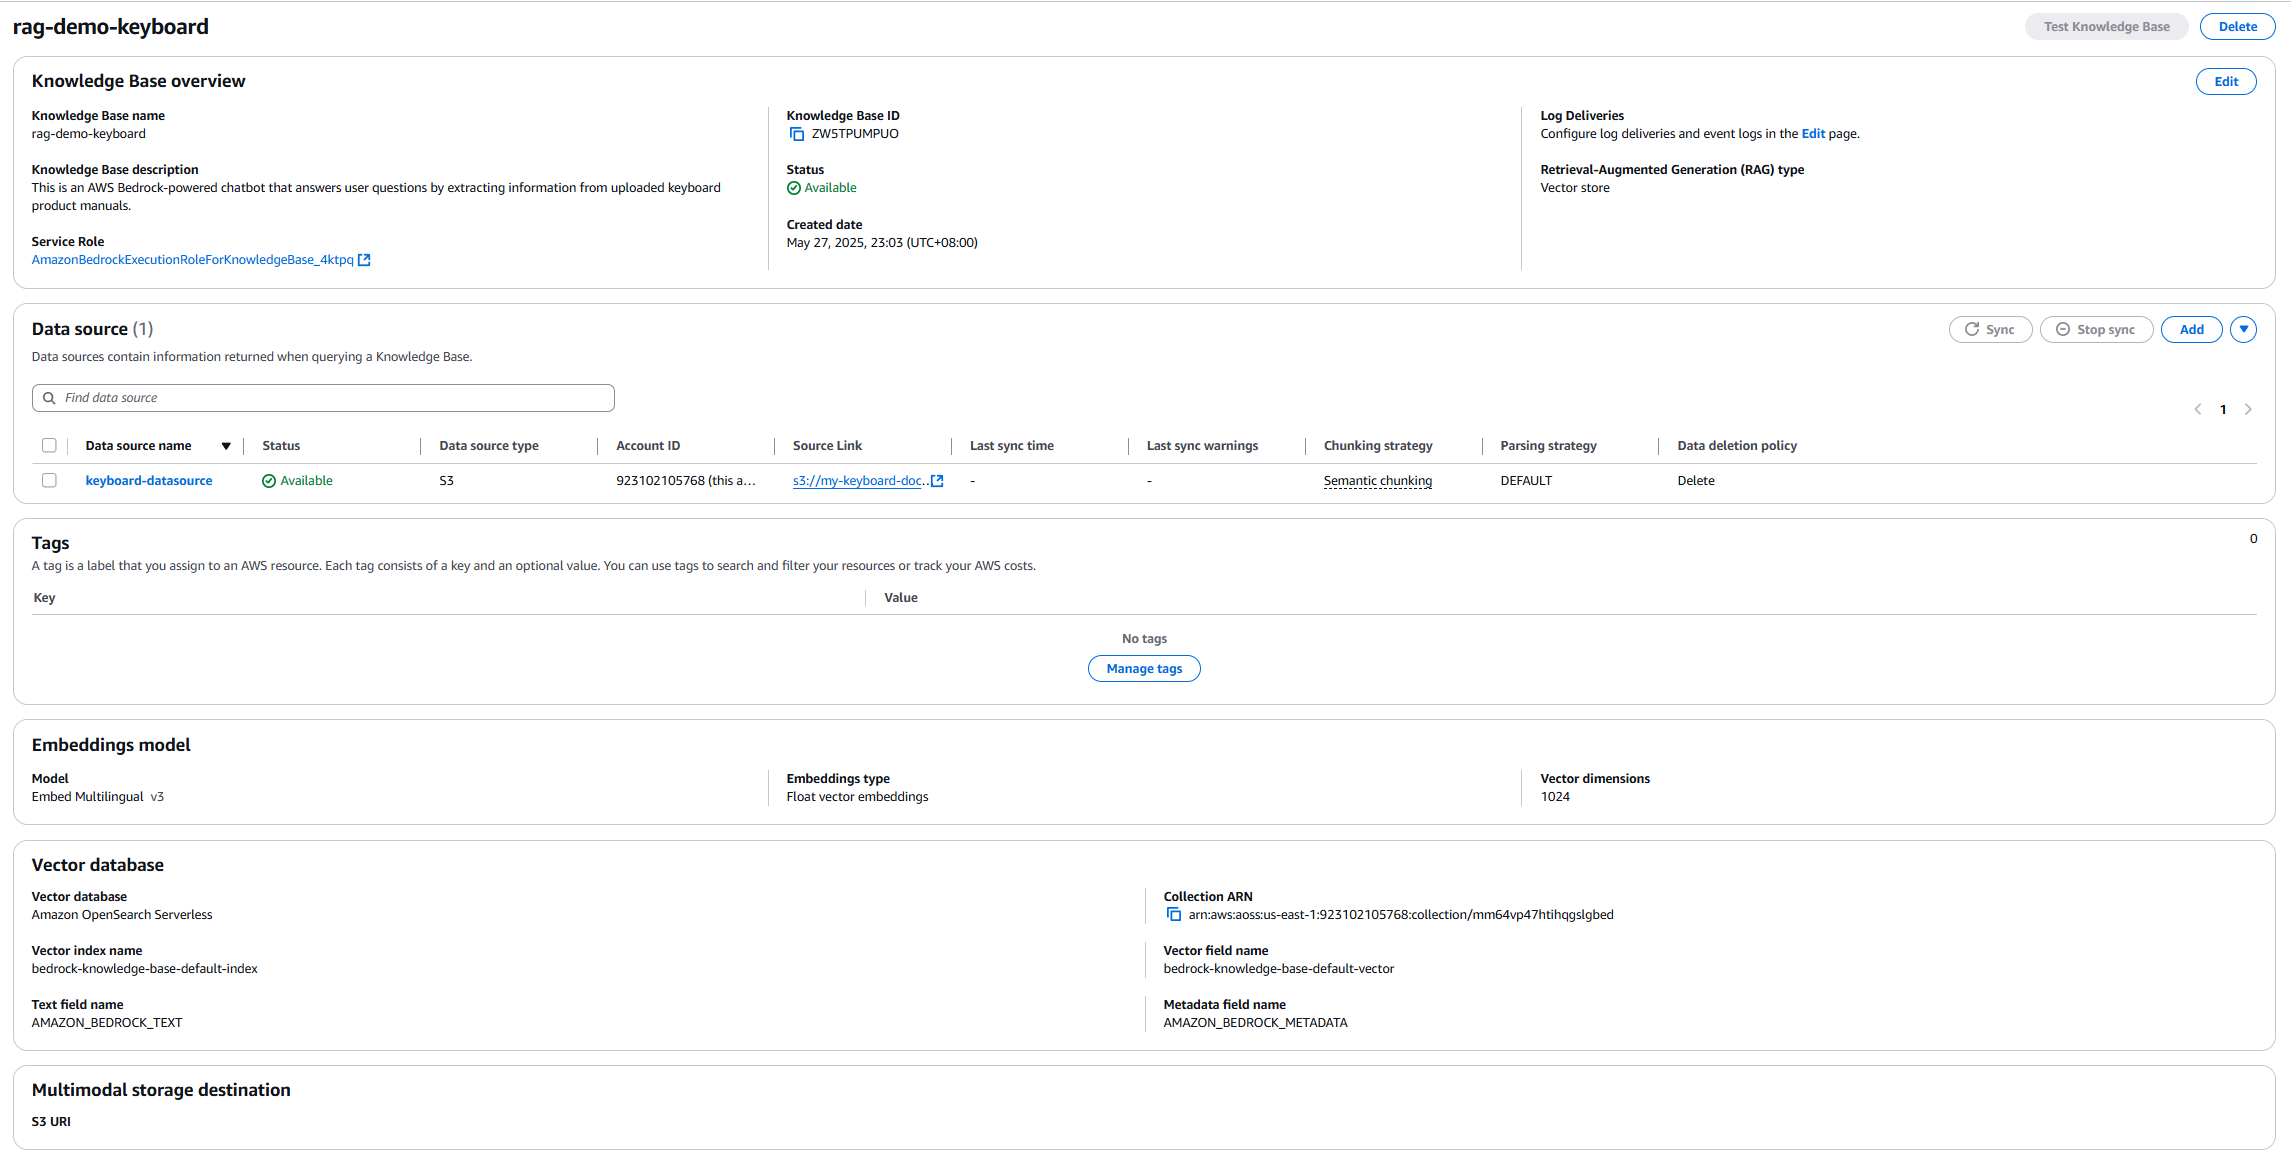 rag-demo-keyboard
Test Knowledge Base
Delete
Knowledge Base overview
Edit
Knowledge Base name
rag-demo-keyboard
Knowledge Base description
This is an AWS Bedrock-powered chatbot that answers user questions by extracting information from uploaded keyboard
product manuals.
Service Role
AmazonBedrockExecutionRoleForKnowledgeBase_4ktpq
Knowledge Base ID
ZW5TPUMPUO
Status
Available
Created date
May 27, 2025, 23:03 (UTC+08:00)
Log Deliveries
Configure log deliveries and event logs in the Edit page.
Retrieval-Augmented Generation (RAG) type
Vector store
Data source (1)
Sync
Stop sync
Add
Data sources contain information returned when querying a Knowledge Base.
Find data source
1
Data source name Status Data source type Account ID Source Link Last sync time Last sync warnings Chunking strategy Parsing strategy Data deletion policy
keyboard-datasource Available S3 923102105768 (this a... s3://my-keyboard-doc... - - Semantic chunking DEFAULT Delete
Tags
0
A tag is a label that you assign to an AWS resource. Each tag consists of a key and an optional value. You can use tags to search and filter your resources or track your AWS costs.
Key Value
No tags
Manage tags
Embeddings model
Model
Embed Multilingual v3
Embeddings type
Float vector embeddings
Vector dimensions
1024
Vector database
Vector database
Amazon OpenSearch Serverless
Collection ARN
arn:aws:aoss:us-east-1:923102105768:collection/mm64vp47htihqgslgbed
Vector index name
bedrock-knowledge-base-default-index
Vector field name
bedrock-knowledge-base-default-vector
Text field name
AMAZON_BEDROCK_TEXT
Metadata field name
AMAZON_BEDROCK_METADATA
Multimodal storage destination
S3 URI